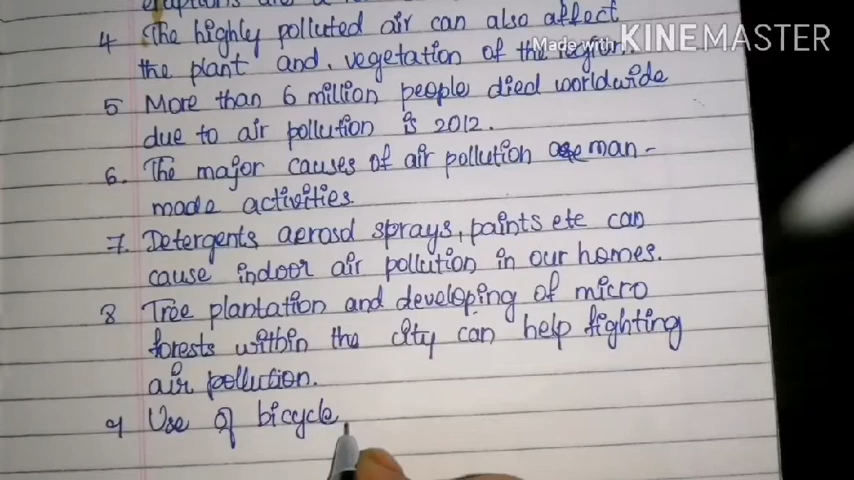 4 The highly polluted air can also affect
the plant and vegetation of the region.
5 More than 6 million people died worldwide
due to air pollution is 2012.
6. The major causes of air pollution are man-
made activities
7. Detergents aerosol sprays, paints etc can
cause indoor air pollution in our homes.
8 Tree plantation and developing of micro
forests within the city can help fighting
air pollution.
9 Use of bicycle
Made with KINEMASTER